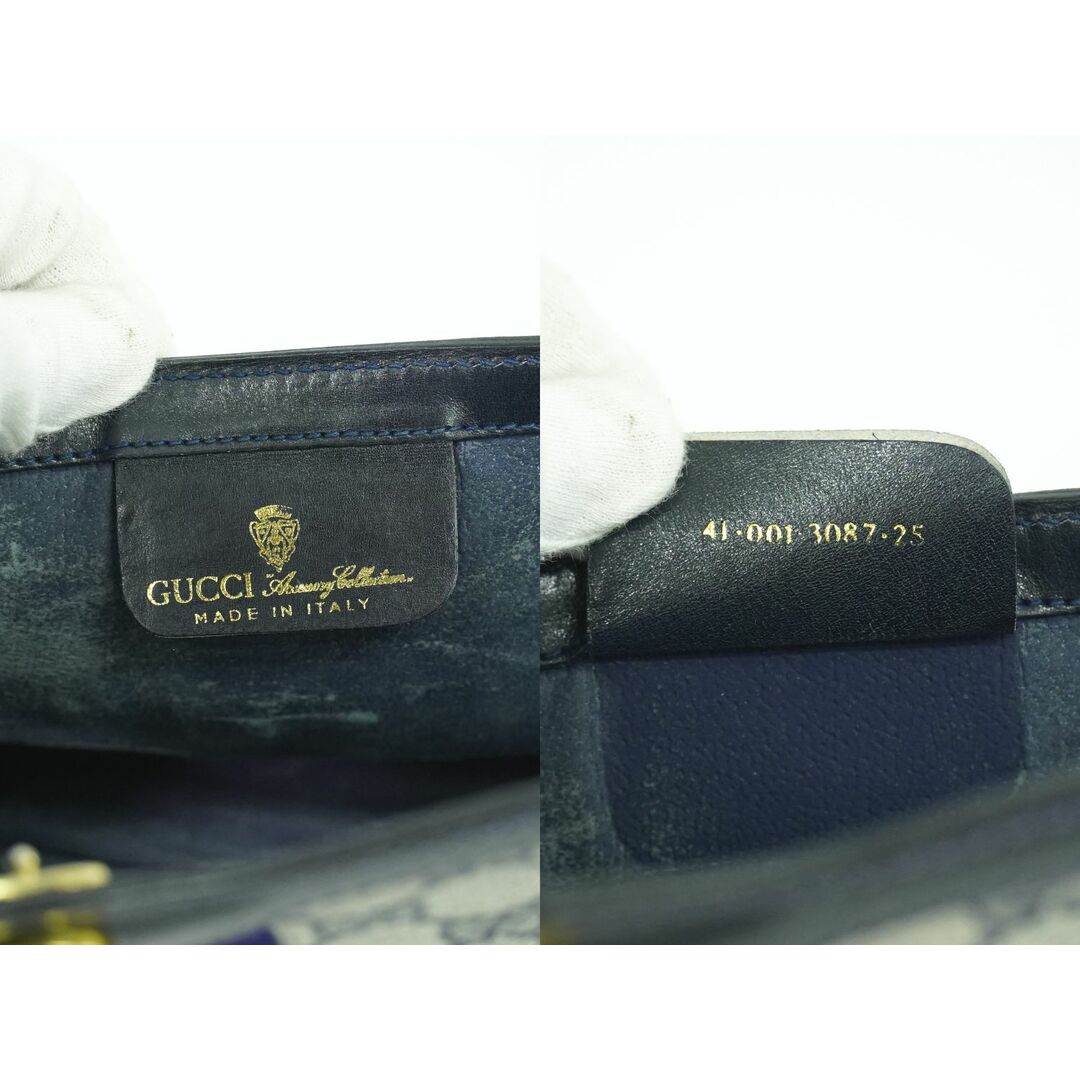 GUCCI Accessory Collection
MADE IN ITALY
41·001 3087·25